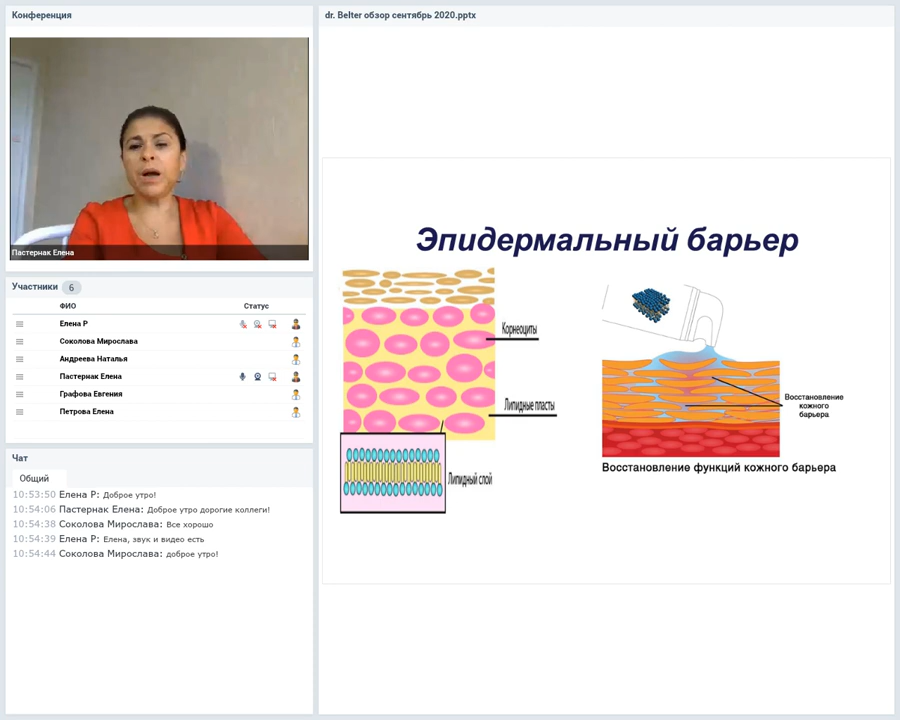 Конференция
Пастернак Елена
Участники 6
ФИО Статус
Елена Р
Соколова Мирослава
Андреева Наталья
Пастернак Елена
Графова Евгения
Петрова Елена
Чат
Общий
10:53:50 Елена Р: Доброе утро!
10:54:06 Пастернак Елена: Доброе утро дорогие коллеги!
10:54:38 Соколова Мирослава: Все хорошо
10:54:39 Елена Р: Елена, звук и видео есть
10:54:44 Соколова Мирослава: доброе утро!
dr. Belter обзор сентябрь 2020.pptx
Эпидермальный барьер
Корнеоциты
Липидные пласты
Липидный слой
Восстановление
кожного
барьера
Восстановление функций кожного барьера